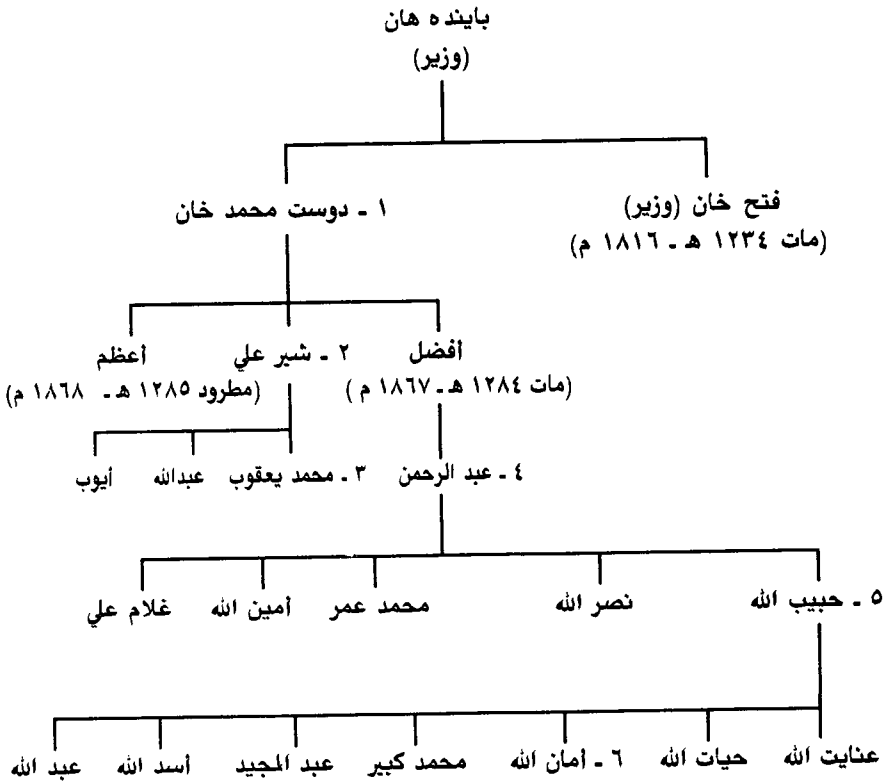 باينده هان
(وزير)
فتح خان (وزير)
(مات ١٢٣٤ هـ ـ ١٨١٦ م)
١ ـ دوست محمد خان
أفضل
(مات ١٢٨٤ هـ ـ ١٨٦٧ م )
٢ ـ شير علي
أعظم
(مطرود ١٢٨٥ هـ ـ ١٨٦٨ م)
٤ ـ عبد الرحمن
٣ ـ محمد يعقوب
عبدالله
أيوب
٥ ـ حبيب الله
نصر الله
محمد عمر
أمين الله
غلام علي
عنايت الله
حيات الله
٦ ـ أمان الله
محمد كبير
عبد المجيد
أسد الله
عبد الله